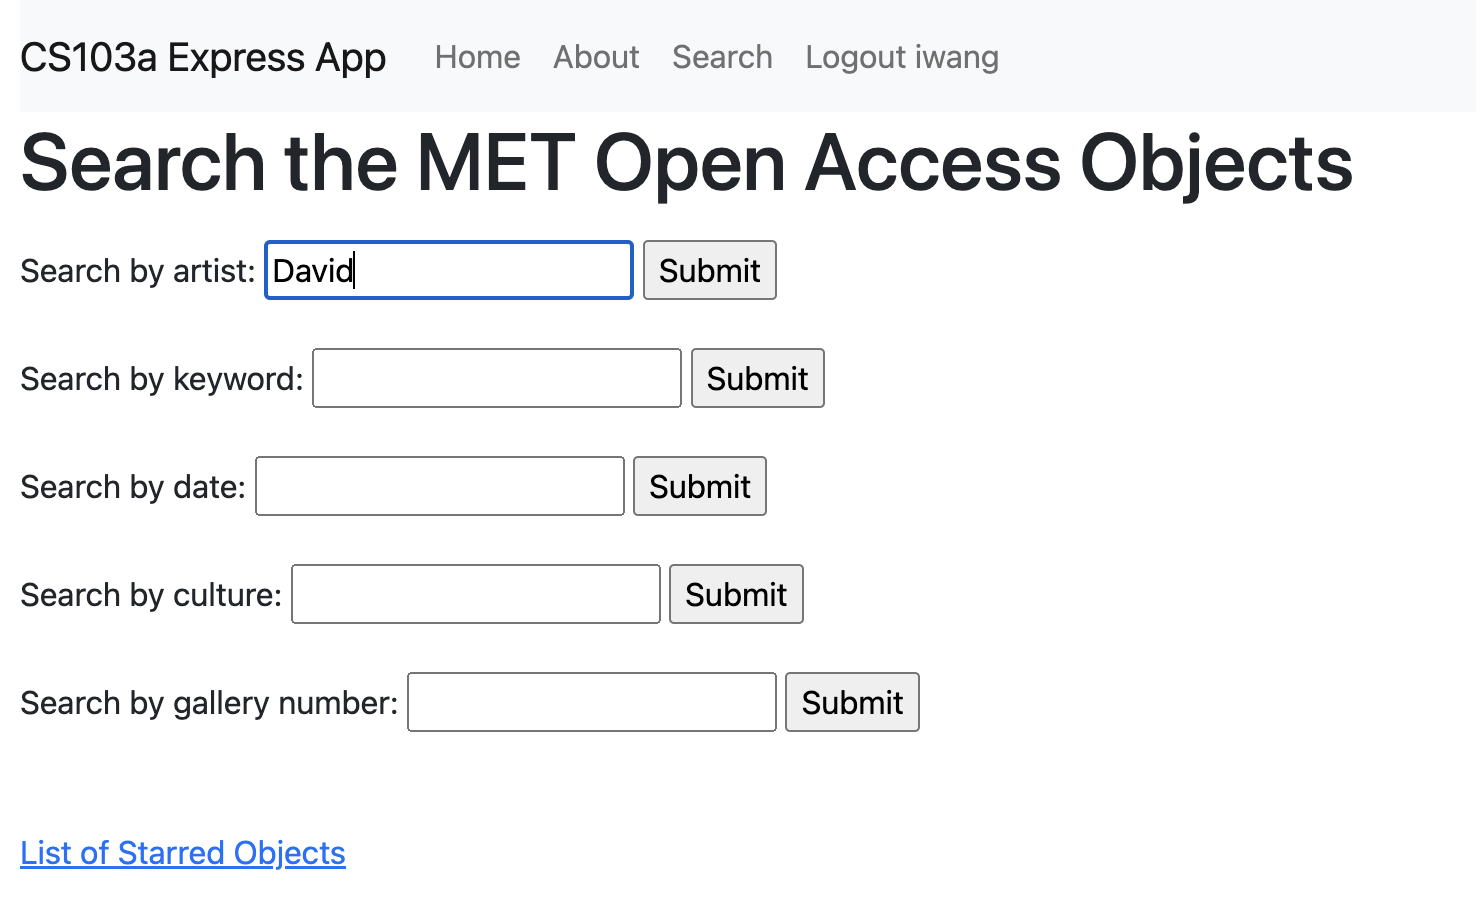 CS103a Express App Home About Search Logout iwang
Search the MET Open Access Objects
Search by artist: David Submit
Search by keyword: Submit
Search by date: Submit
Search by culture: Submit
Search by gallery number: Submit
List of Starred Objects